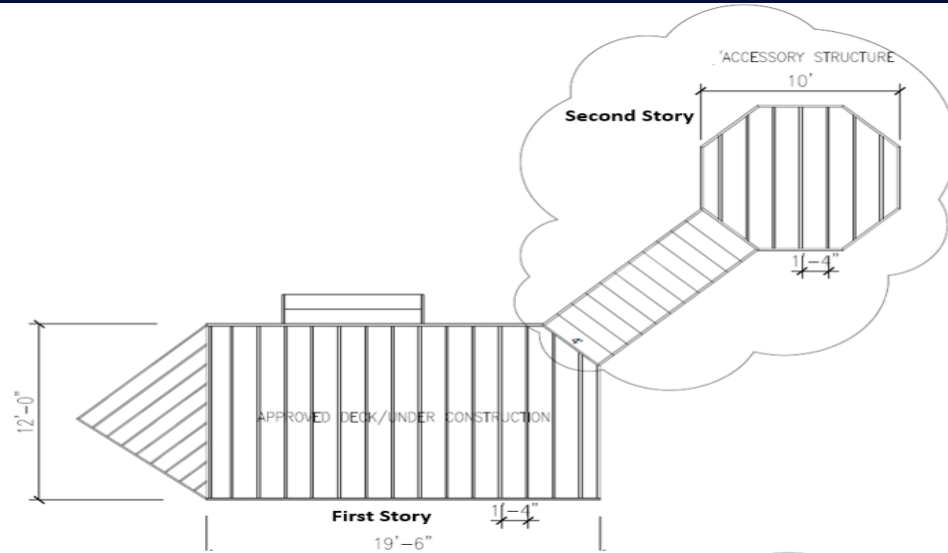 'ACCESSORY STRUCTURE
10'
Second Story
1'-4"
4'
12'-0"
APPROVED DECK/UNDER CONSTRUCTION
First Story
1'-4"
19'-6"